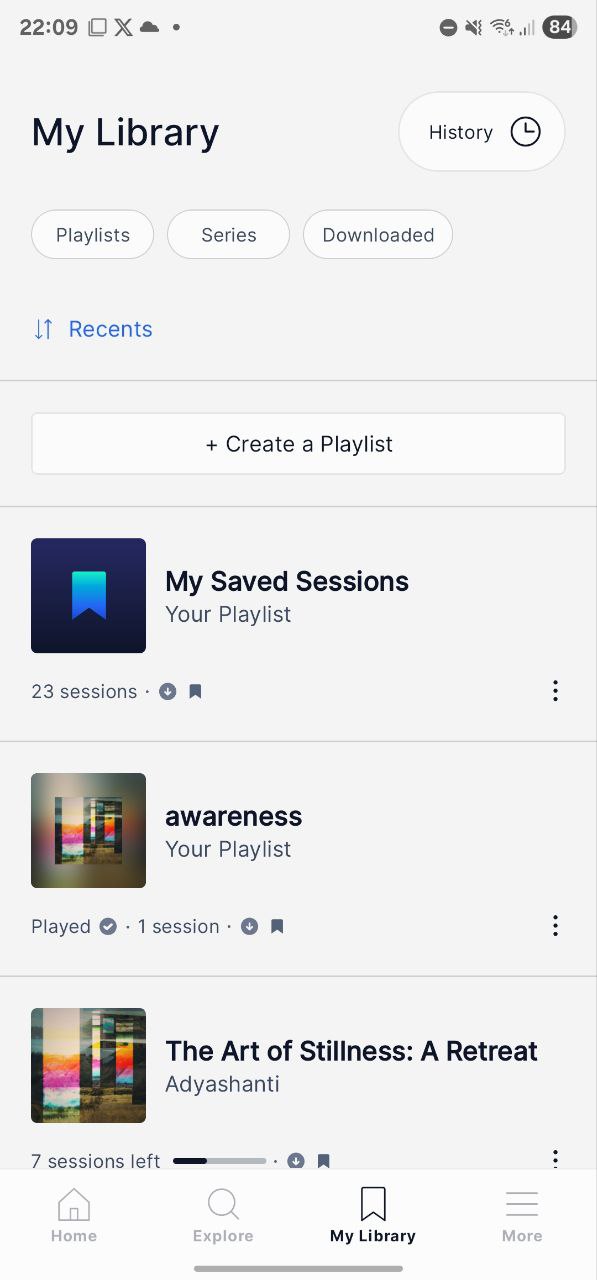 22:09
84
My Library
History
Playlists
Series
Downloaded
Recents
+ Create a Playlist
My Saved Sessions
Your Playlist
23 sessions ·
awareness
Your Playlist
Played · 1 session ·
The Art of Stillness: A Retreat
Adyashanti
7 sessions left ·
Home
Explore
My Library
More